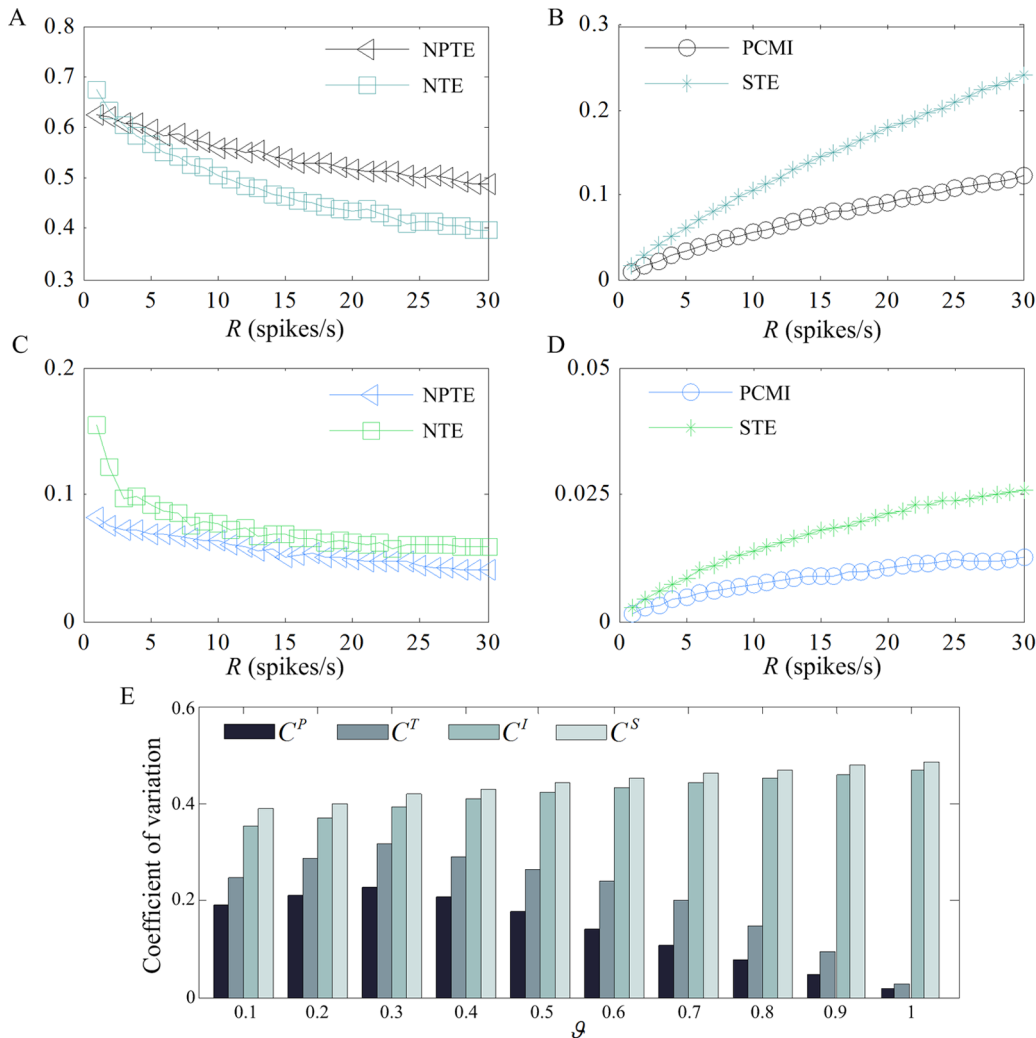 A
NPTE
NTE
0.8
0.7
0.6
0.5
0.4
0.3
0 5 10 15 20 25 30
R (spikes/s)
B
PCMI
STE
0.3
0.2
0.1
0
0 5 10 15 20 25 30
R (spikes/s)
C
NPTE
NTE
0.2
0.1
0
0 5 10 15 20 25 30
R (spikes/s)
D
PCMI
STE
0.05
0.025
0
0 5 10 15 20 25 30
R (spikes/s)
E
C^P C^T C^I C^S
Coefficient of variation
0.6
0.4
0.2
0
0.1 0.2 0.3 0.4 0.5 0.6 0.7 0.8 0.9 1
ϑ